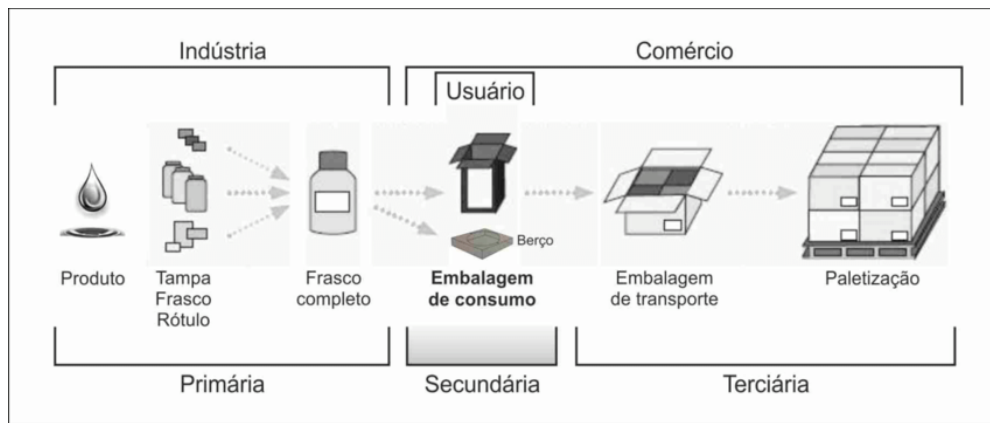 Indústria
Comércio
Usuário
Berço
Produto
Tampa
Frasco
Rótulo
Frasco
completo
Embalagem
de consumo
Embalagem
de transporte
Paletização
Primária
Secundária
Terciária